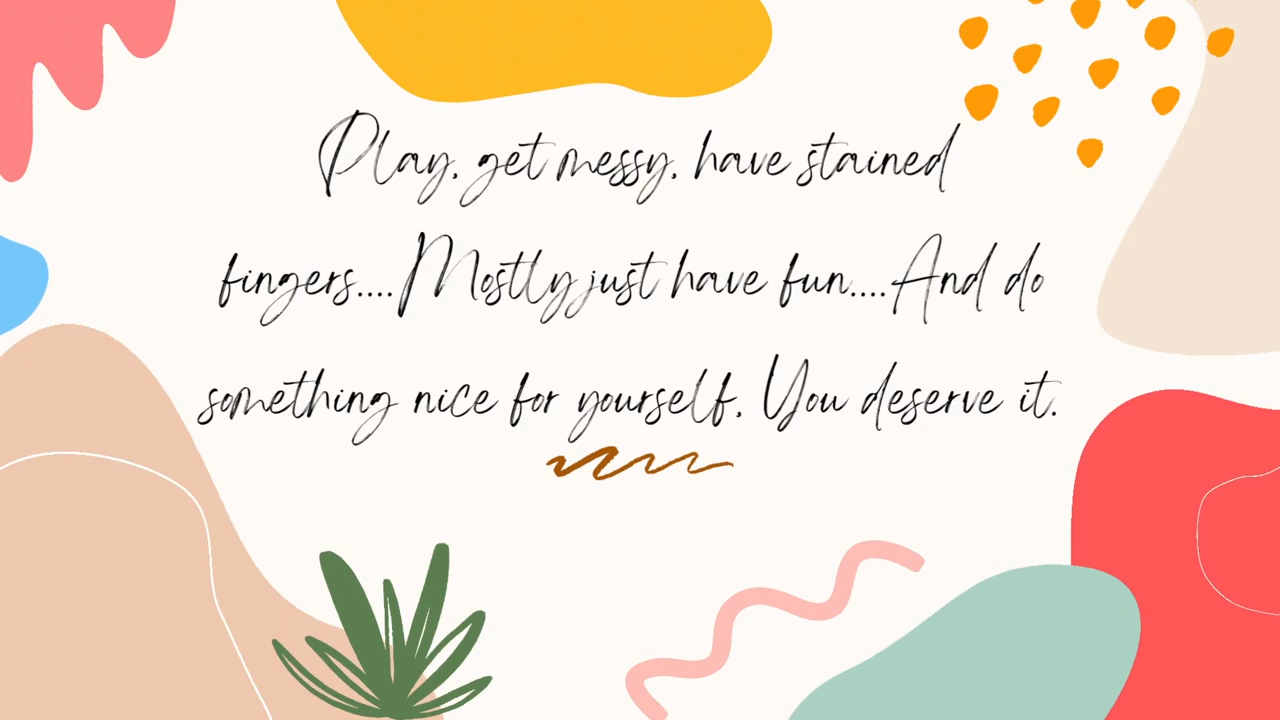 Play, get messy, have stained
fingers....Mostly just have fun....And do
something nice for yourself, You deserve it.